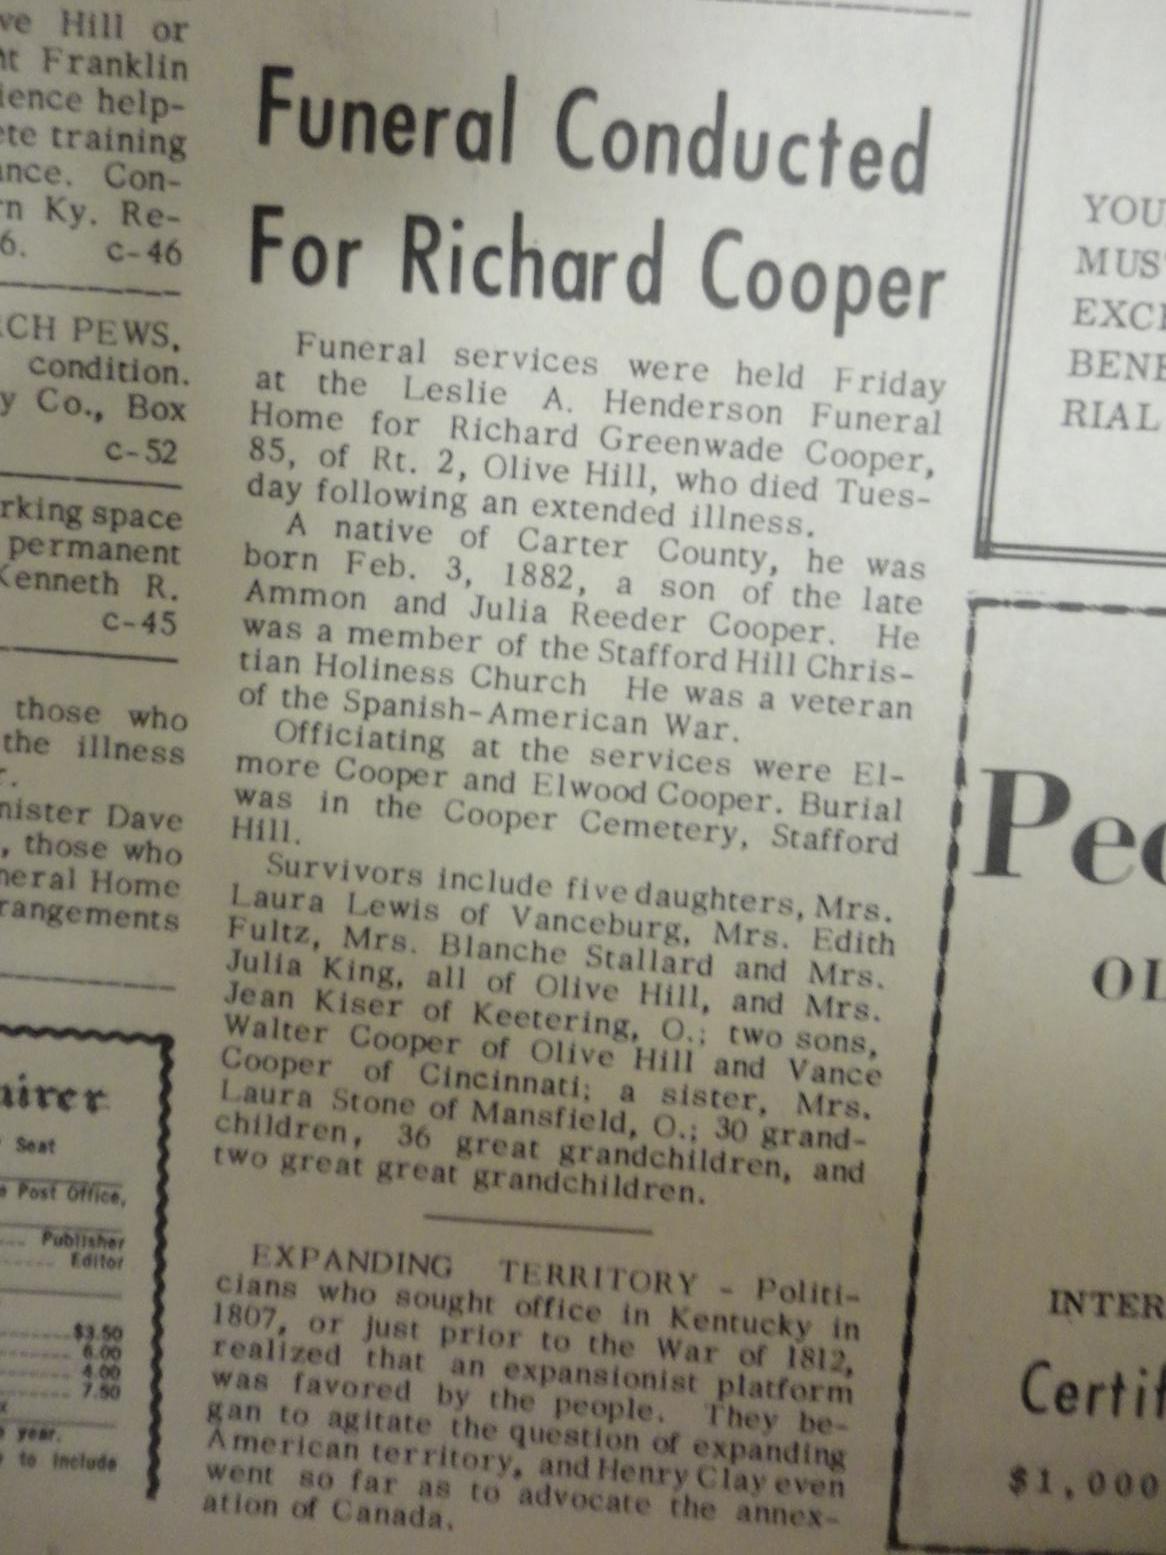 ve Hill or
nt Franklin
ience help-
ete training
ance. Con-
rn Ky. Re-
6. c-46
RCH PEWS,
condition.
y Co., Box
c-52
rking space
permanent
Kenneth R.
c-45
those who
the illness
r.
nister Dave
, those who
neral Home
rangements
uirer
Seat
Post Office,
Publisher
Editor
$3.50
6.00
4.00
7.50
year.
to include
Funeral Conducted
For Richard Cooper
Funeral services were held Friday
at the Leslie A. Henderson Funeral
Home for Richard Greenwade Cooper,
85, of Rt. 2, Olive Hill, who died Tues-
day following an extended illness.
A native of Carter County, he was
born Feb. 3, 1882, a son of the late
Ammon and Julia Reeder Cooper. He
was a member of the Stafford Hill Chris-
tian Holiness Church He was a veteran
of the Spanish-American War.
Officiating at the services were El-
more Cooper and Elwood Cooper. Burial
was in the Cooper Cemetery, Stafford
Hill.
Survivors include five daughters, Mrs.
Laura Lewis of Vanceburg, Mrs. Edith
Fultz, Mrs. Blanche Stallard and Mrs.
Julia King, all of Olive Hill, and Mrs.
Jean Kiser of Keetering, O.; two sons,
Walter Cooper of Olive Hill and Vance
Cooper of Cincinnati; a sister, Mrs.
Laura Stone of Mansfield, O.; 30 grand-
children, 36 great grandchildren, and
two great great grandchildren.
EXPANDING TERRITORY - Politi-
cians who sought office in Kentucky in
1807, or just prior to the War of 1812,
realized that an expansionist platform
was favored by the people. They be-
gan to agitate the question of expanding
American territory, and Henry Clay even
went so far as to advocate the annex-
ation of Canada.
YOU
MUS
EXC
BENE
RIAL
Peo
OL
INTER
Certif
$1,000